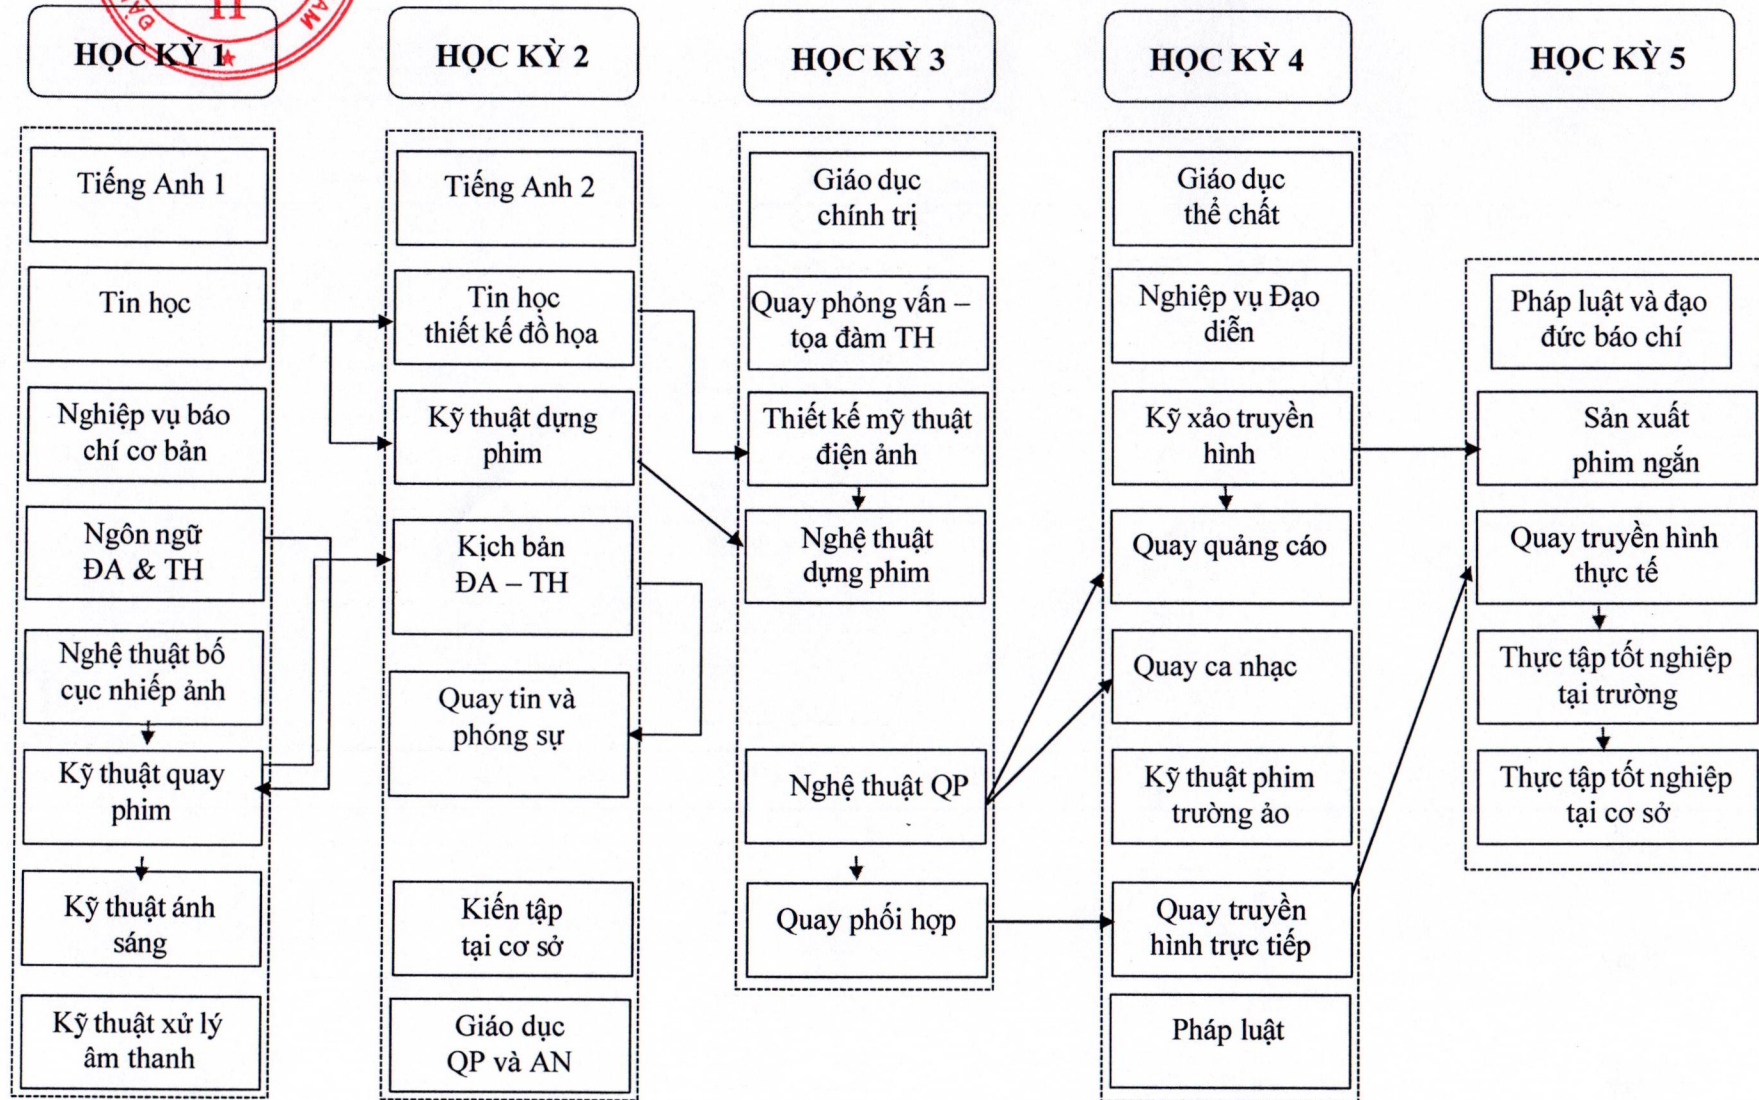 ĐÀ
II
AM
HỌC KỲ 1
HỌC KỲ 2
HỌC KỲ 3
HỌC KỲ 4
HỌC KỲ 5
Tiếng Anh 1
Tin học
Nghiệp vụ báo
chí cơ bản
Ngôn ngữ
ĐA & TH
Nghệ thuật bố
cục nhiếp ảnh
Kỹ thuật quay
phim
Kỹ thuật ánh
sáng
Kỹ thuật xử lý
âm thanh
Tiếng Anh 2
Tin học
thiết kế đồ họa
Kỹ thuật dựng
phim
Kịch bản
ĐA – TH
Quay tin và
phóng sự
Kiến tập
tại cơ sở
Giáo dục
QP và AN
Giáo dục
chính trị
Quay phỏng vấn –
tọa đàm TH
Thiết kế mỹ thuật
điện ảnh
Nghệ thuật
dựng phim
Nghệ thuật QP
Quay phối hợp
Giáo dục
thể chất
Nghiệp vụ Đạo
diễn
Kỹ xảo truyền
hình
Quay quảng cáo
Quay ca nhạc
Kỹ thuật phim
trường ảo
Quay truyền
hình trực tiếp
Pháp luật
Pháp luật và đạo
đức báo chí
Sản xuất
phim ngắn
Quay truyền hình
thực tế
Thực tập tốt nghiệp
tại trường
Thực tập tốt nghiệp
tại cơ sở